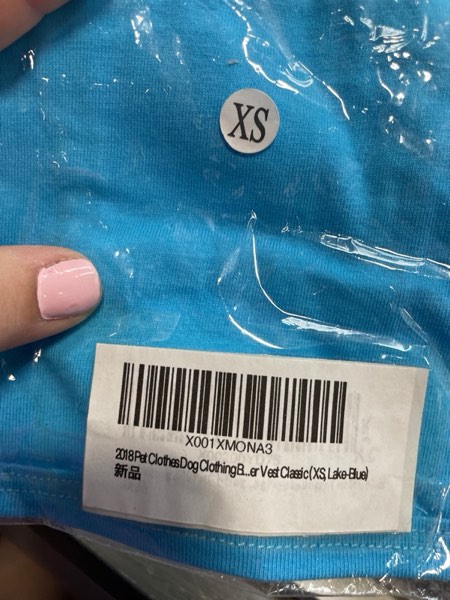 XS
X001XMONA3
2018 Pet Clothes Dog Clothing B...er Vest Classic (XS, Lake-Blue)
新品